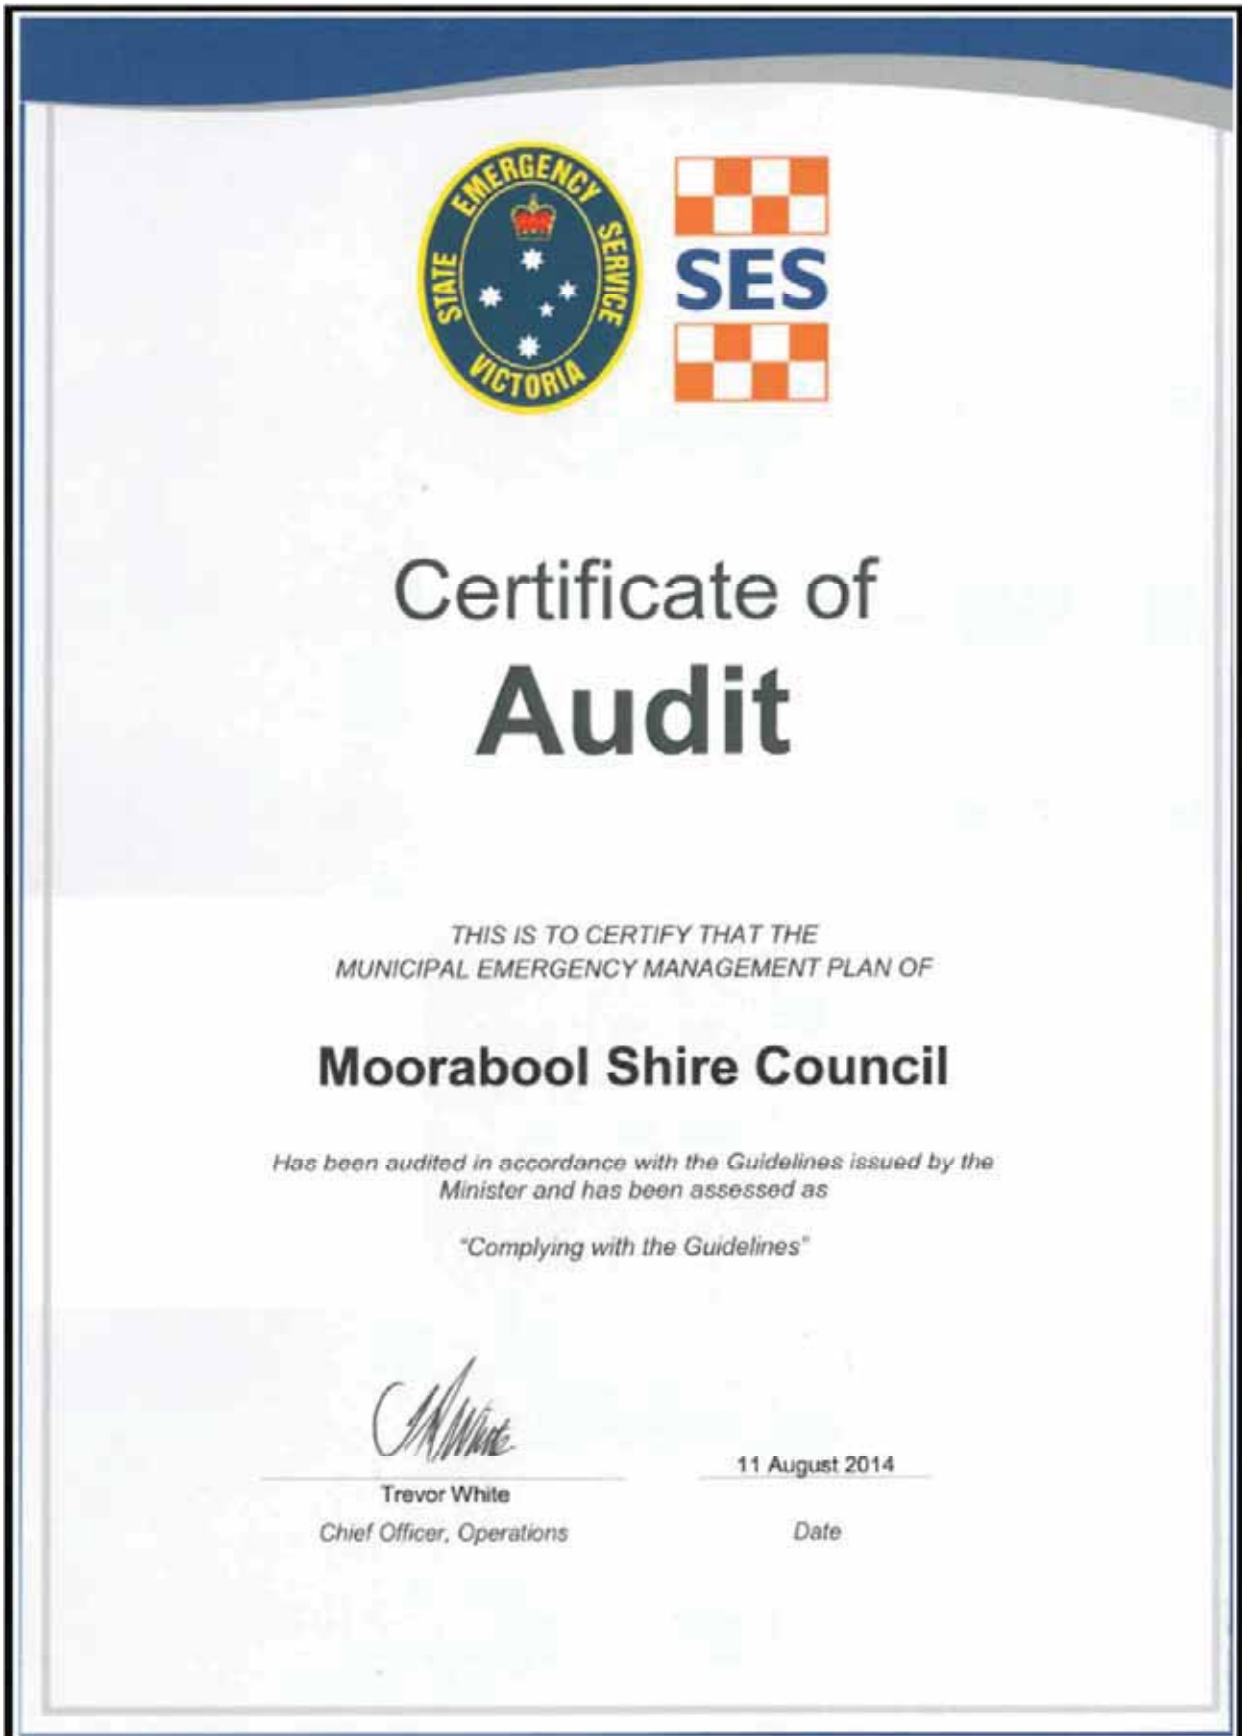 STATE EMERGENCY SERVICE
VICTORIA
SES
Certificate of
Audit
THIS IS TO CERTIFY THAT THE
MUNICIPAL EMERGENCY MANAGEMENT PLAN OF
Moorabool Shire Council
Has been audited in accordance with the Guidelines issued by the
Minister and has been assessed as
"Complying with the Guidelines"
11 August 2014
Trevor White
Chief Officer, Operations
Date